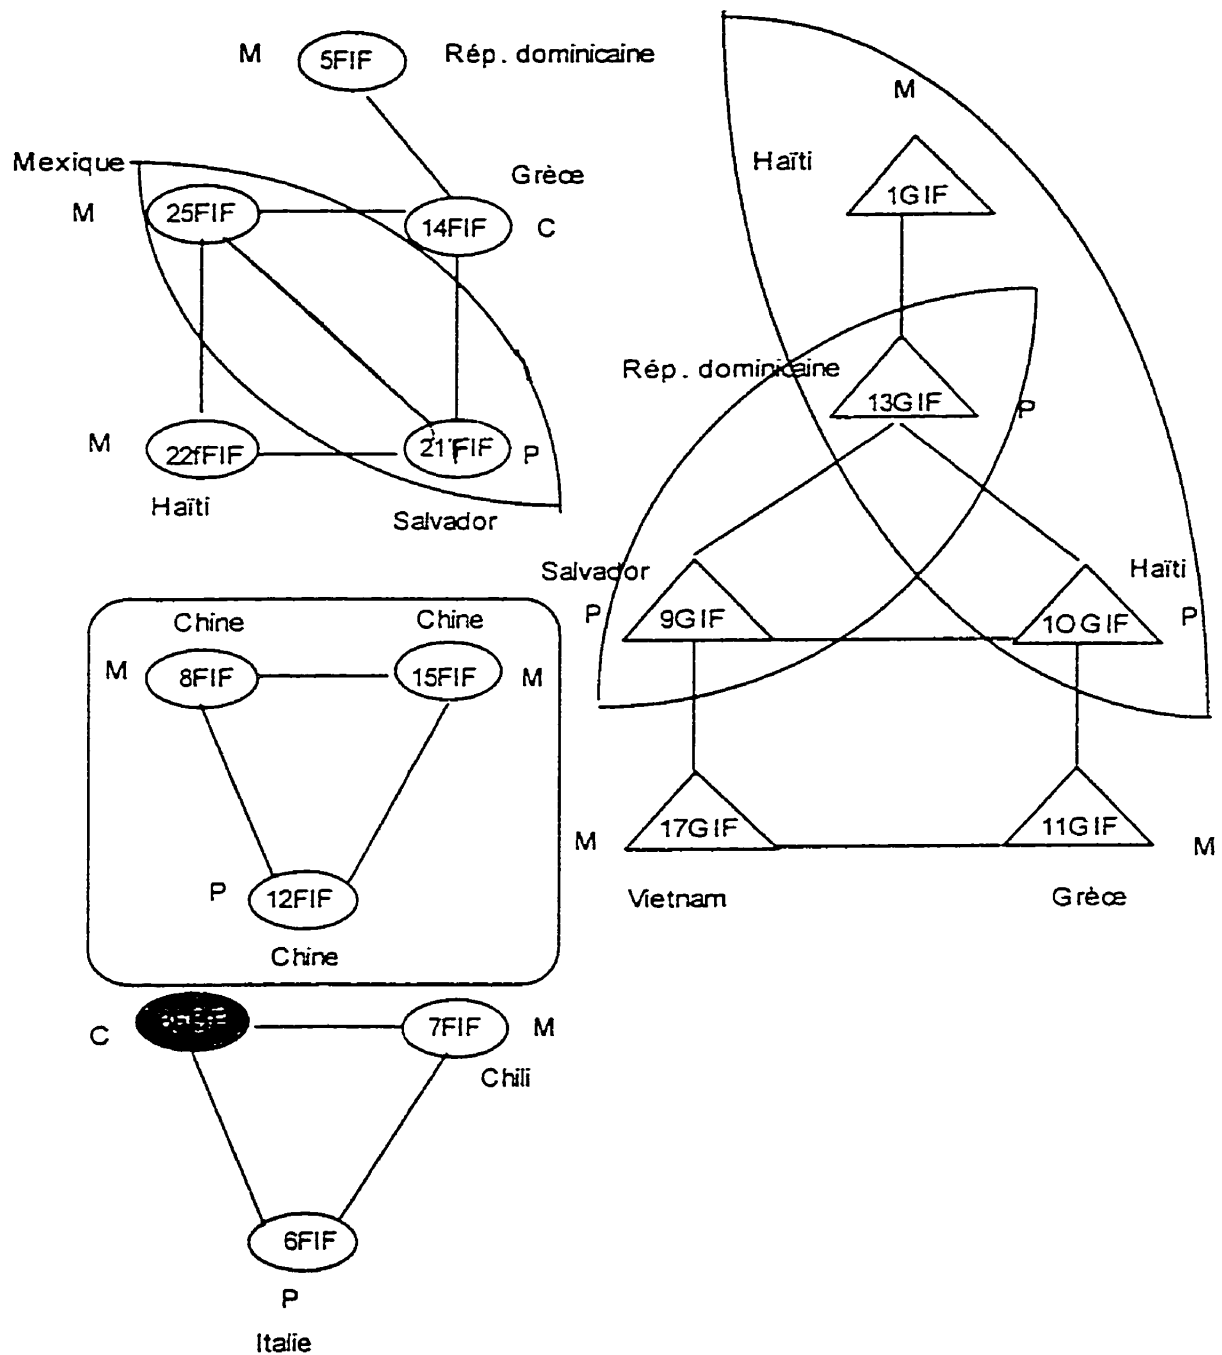 M 5FIF Rép. dominicaine
Mexique
M 25FIF
Grèce
14FIF C
M 22fFIF
Haïti
21FIF P
Salvador
M
Haïti
1GIF
Rép. dominicaine
13GIF P
Salvador
P 9GIF
Haïti
10GIF P
M 17GIF
Vietnam
11GIF M
Grèce
Chine Chine
M 8FIF 15FIF M
P 12FIF
Chine
C
7FIF M
Chili
6FIF
P
Italie